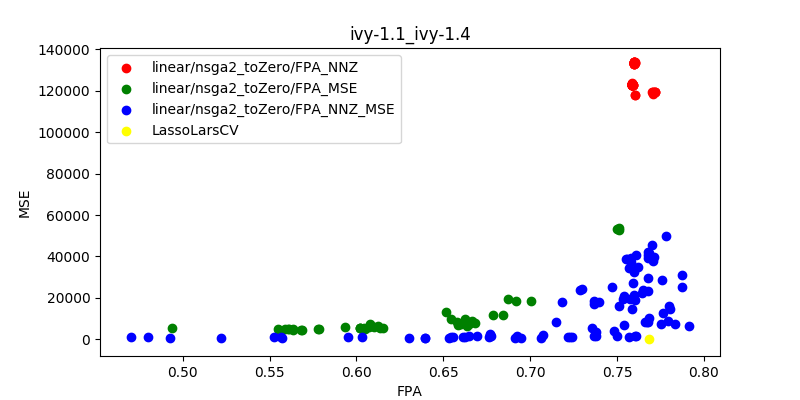 ivy-1.1_ivy-1.4
140000
120000
100000
80000
60000
40000
20000
0
MSE
linear/nsga2_toZero/FPA_NNZ
linear/nsga2_toZero/FPA_MSE
linear/nsga2_toZero/FPA_NNZ_MSE
LassoLarsCV
0.50 0.55 0.60 0.65 0.70 0.75 0.80
FPA